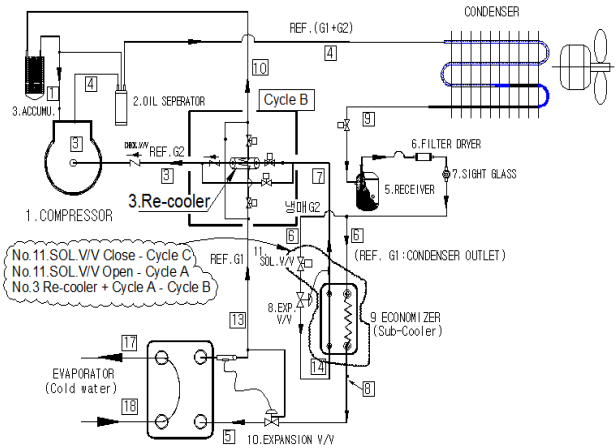 CONDENSER
REF.(G1+G2)
4
10
1
4
3.ACCUMU.
2.OIL SEPERATOR
Cycle B
9
6.FILTER DRYER
7.SIGHT GLASS
5.RECEIVER
3
CHECK.V/V
REF.G2
3
7
3.Re-cooler
1.COMPRESSOR
냉매G2
6
6
(REF. G1:CONDENSER OUTLET)
No.11.SOL.V/V Close - Cycle C
No.11.SOL.V/V Open - Cycle A
No.3 Re-cooler + Cycle A - Cycle B
REF.G1
11.
SOL.V/V
8.EXP.
V/V
9 ECONOMIZER
(Sub-Cooler)
13
14
8
17
EVAPORATOR
(Cold water)
18
5
10.EXPANSION V/V